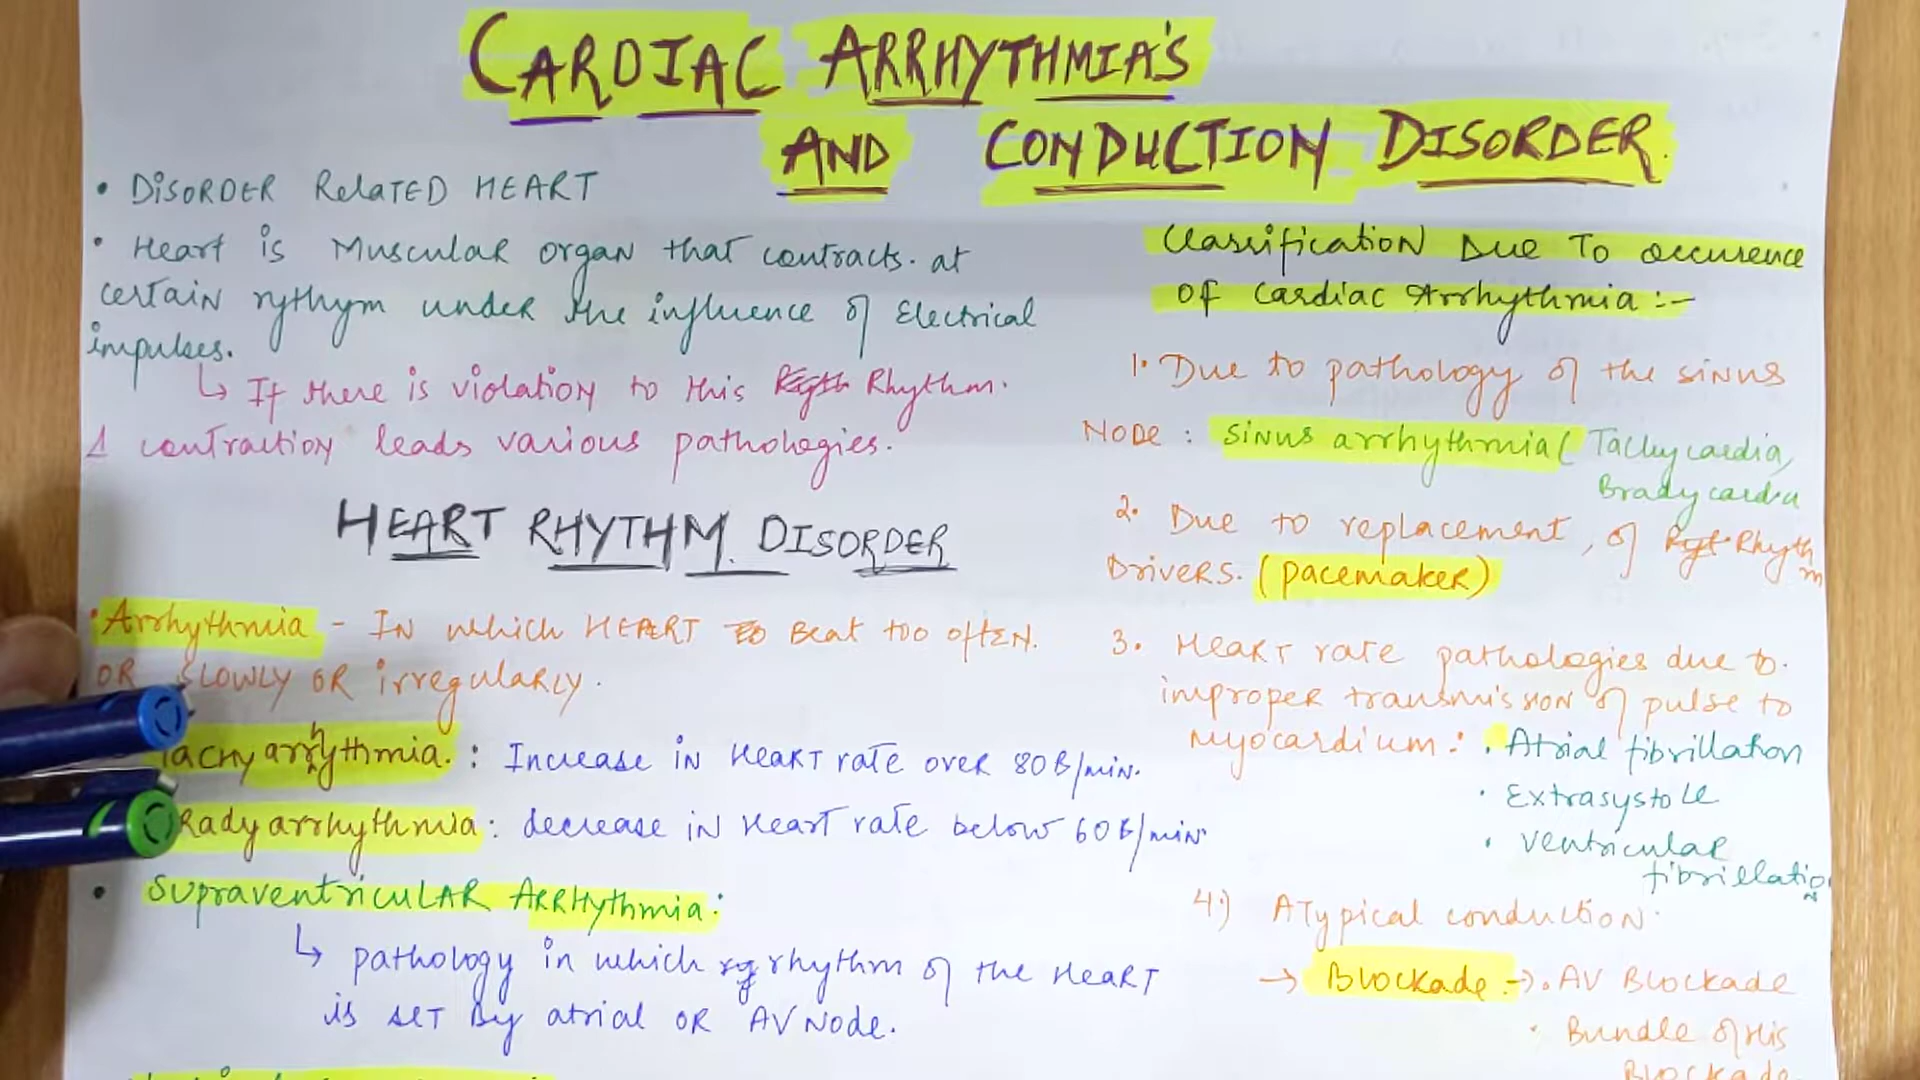 CARDIAC ARRHYTHMIA'S
AND CONDUCTION DISORDER.
• DISORDER RelaTED HEART
• Heart is Muscular organ that contracts. at
certain rythym under the influence of Electrical
impulses.
↳ If there is violation to this Rhythm.
& contraction leads various pathologies.
HEART RHYTHM. DISORDER
• Arrhythmia - In which HEART Beat too often.
OR slowly OR irregularly.
Tachyarrhythmia. : Increase in Heart rate over 80B/min.
Radyarrhythmia: decrease in Heart rate below 60B/min
• Supraventricular Arrhythmia:
↳ pathology in which rhythm of the Heart
is set By atrial OR AV Node.
Classification Due To occurence
Of cardiac Arrhythmia :-
1. Due to pathology of the sinus
Node : sinus arrhythmia ( Tachycardia,
Bradycardia
2. Due to replacement, of Rhythm
Drivers. (pacemaker)
3. Heart rate pathologies due to.
improper transmission of pulse to
Myocardium: • Atrial fibrillation
• Extrasystole
• ventricular
fibrillation
4.) ATypical conduction.
→ Blockade :→ • AV Blockade
• Bundle of His
Blockade